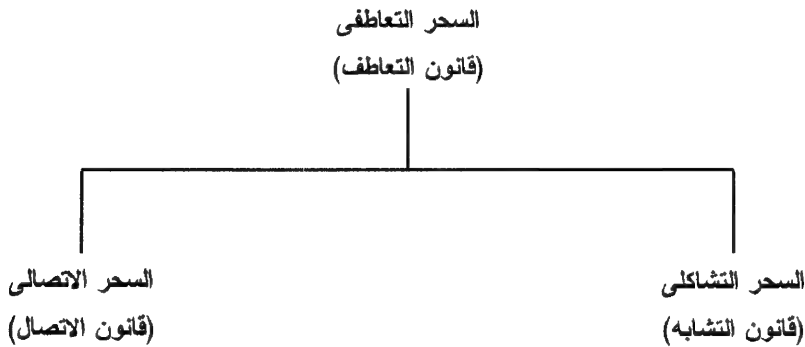 السحر التعاطفى
(قانون التعاطف)
السحر التشاكلى
(قانون التشابه)
السحر الاتصالى
(قانون الاتصال)